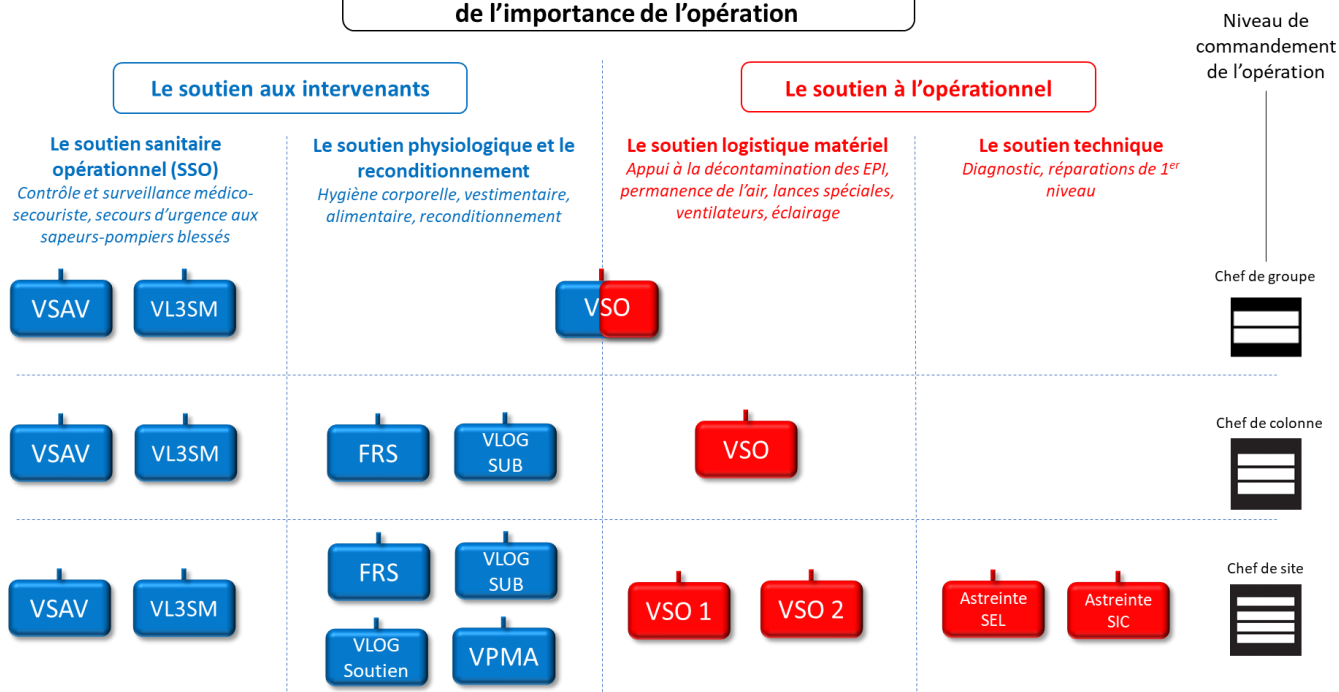 de l’importance de l’opération
Niveau de
commandement
de l’opération
Le soutien aux intervenants
Le soutien à l’opérationnel
Le soutien sanitaire
opérationnel (SSO)
Contrôle et surveillance médico-
secouriste, secours d’urgence aux
sapeurs-pompiers blessés
Le soutien physiologique et le
reconditionnement
Hygiène corporelle, vestimentaire,
alimentaire, reconditionnement
Le soutien logistique matériel
Appui à la décontamination des EPI,
permanence de l’air, lances spéciales,
ventilateurs, éclairage
Le soutien technique
Diagnostic, réparations de 1er
niveau
VSAV
VL3SM
VSO
Chef de groupe
VSAV
VL3SM
FRS
VLOG
SUB
VSO
Chef de colonne
VSAV
VL3SM
FRS
VLOG
SUB
VLOG
Soutien
VPMA
VSO 1
VSO 2
Astreinte
SEL
Astreinte
SIC
Chef de site